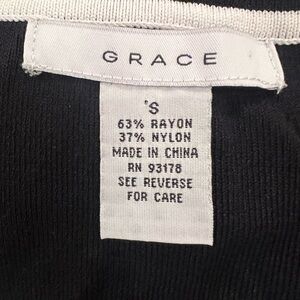 GRACE
'S
63% RAYON
37% NYLON
MADE IN CHINA
RN 93178
SEE REVERSE
FOR CARE